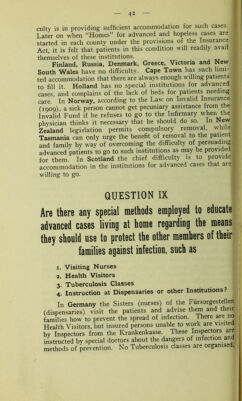 — 42 —
culty is in providing sufficient accommodation for such cases.
Later on when "Homes" for advanced and hopeless cases are
started in each county under the provisions of the Insurance
Act, it is felt that patients in this condition will readily avail
themselves of these institutions.
Finland, Russia, Denmark, Greece, Victoria and New
South Wales have no difficulty. Cape Town has such limi-
ted accommodation that there are always enough willing patients
to fill it. Holland has no special institutions for advanced
cases, and complains of the lack of beds for patients needing
care. In Norway, according to the Law on Invalid Insurance
(1909), a sick person cannot get pecuniary assistance from the
Invalid Fund if he refuses to go to the Infirmary when the
physician thinks it necessary that he should do so. In New
Zealand legislation permits compulsory removal, while
Tasmania can only urge the benefit of removal to the patient
and family by way of overcoming the difficulty of persuading
advanced patients to go to such institutions as may be provided
for them. In Scotland the chief difficulty is to provide
accommodation in the institutions for advanced cases that are
willing to go.
QUESTION IX
Are there any special methods employed to educate
advanced cases living at home regarding the means
they should use to protect the other members of their
families against infection, such as
1. Visiting Nurses
2. Health Visitors
3. Tuberculosis Classes
4. Instruction at Dispensaries or other Institutions?
In Germany the Sisters (nurses) of the Fürsorgestellen
(dispensaries) visit the patients and advise them and their
families how to prevent the spread of infection. There are no
Health Visitors, but insured persons unable to work are visited
by Inspectors from the Krankenkasse. These Inspectors are
instructed by special doctors about the dangers of infection and
methods of prevention. No Tuberculosis classes are organised,